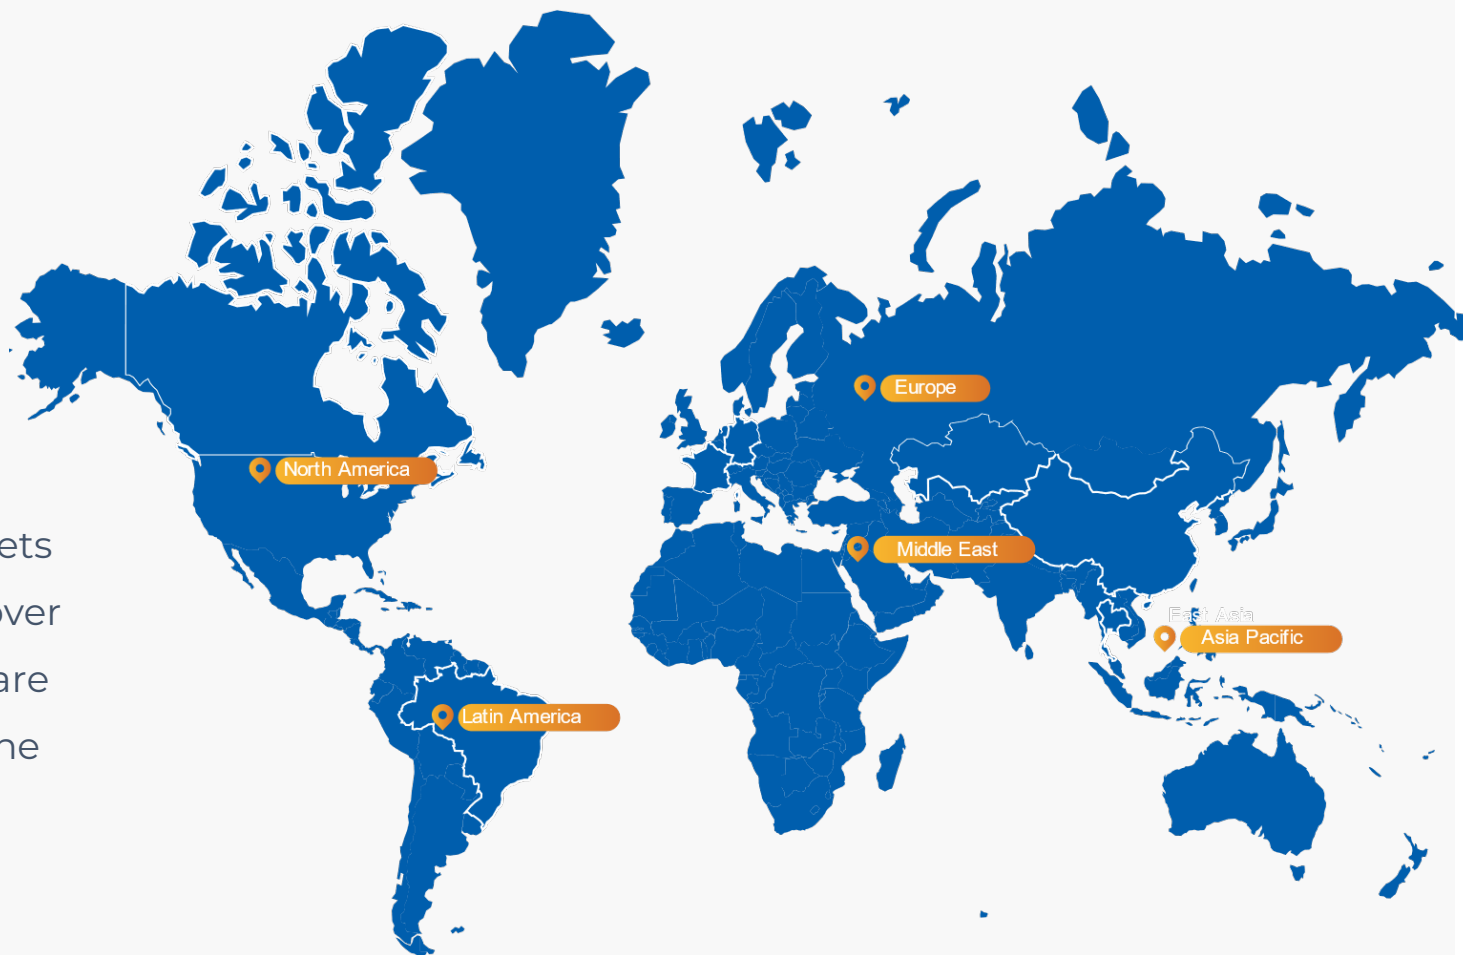 Europe
North America
ets
Middle East
over
East Asia
Asia Pacific
are
Latin America
ne